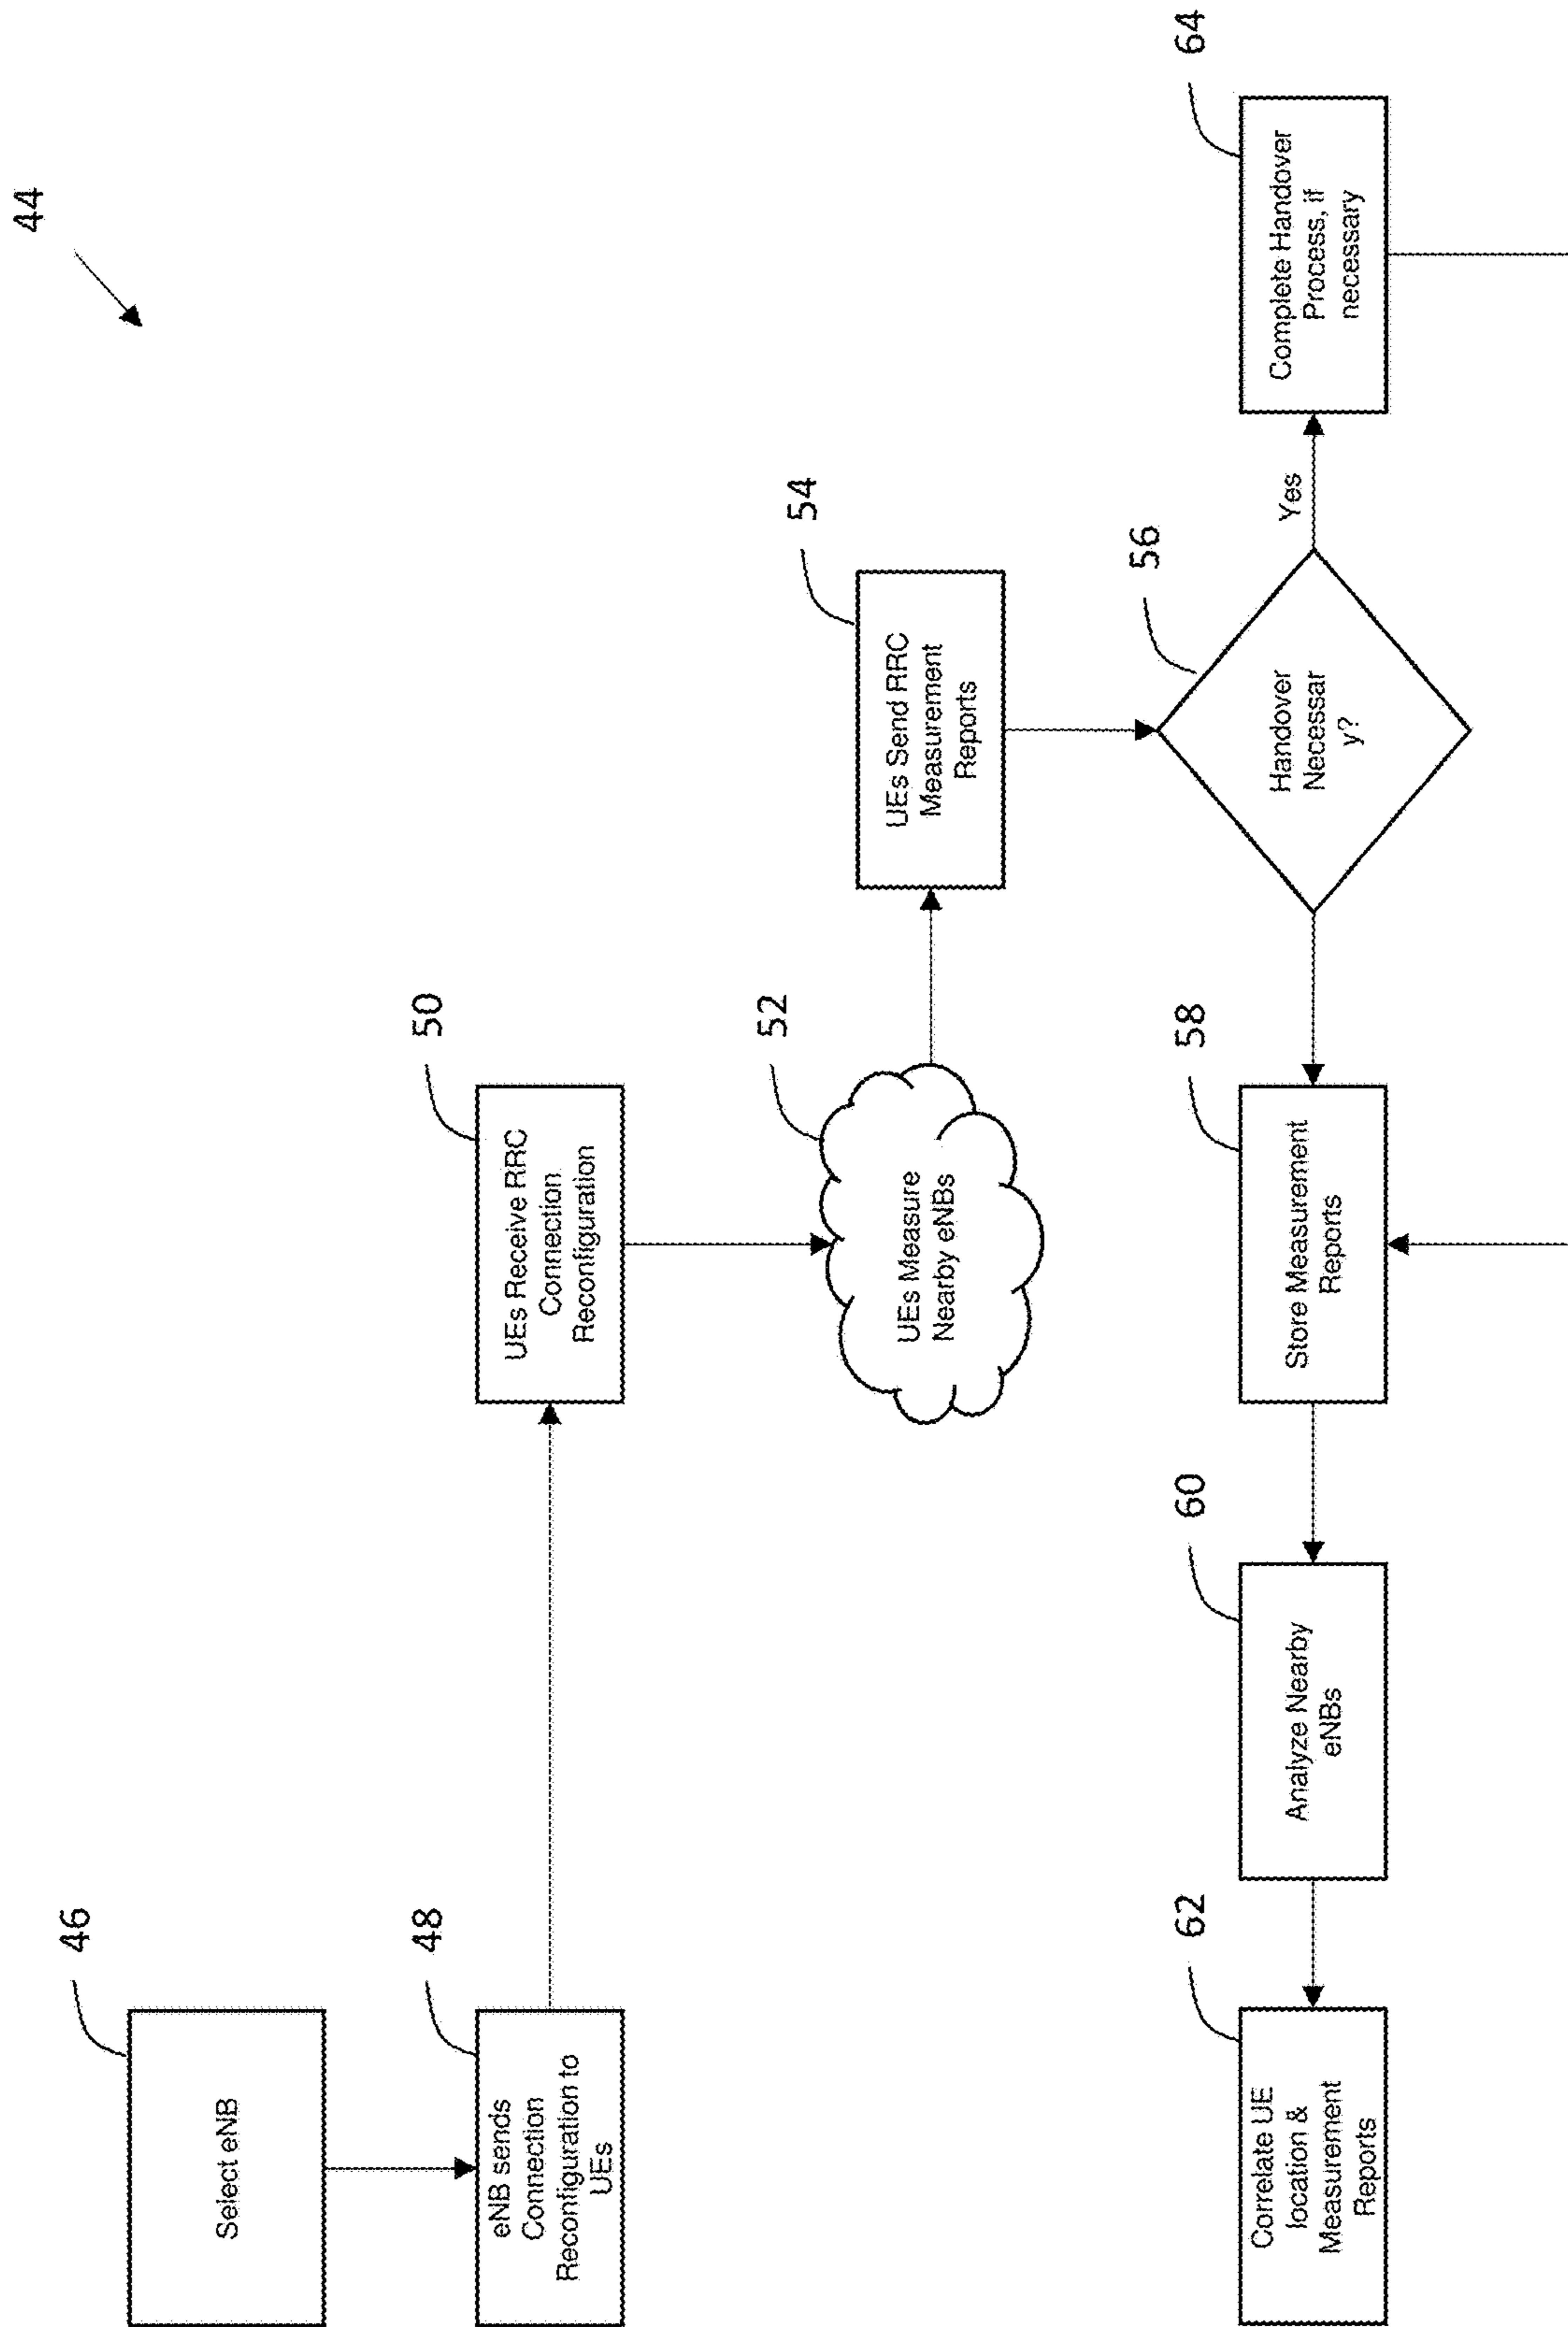 44
46
Select eNB
48
eNB sends
Connection
Reconfiguration to
UEs
50
UEs Receive RRC
Connection
Reconfiguration
52
UEs Measure
Nearby eNBs
54
UEs Send RRC
Measurement
Reports
56
Handover
Necessar
y?
Yes
64
Complete Handover
Process, if
necessary
58
Store Measurement
Reports
60
Analyze Nearby
eNBs
62
Correlate UE
location &
Measurement
Reports